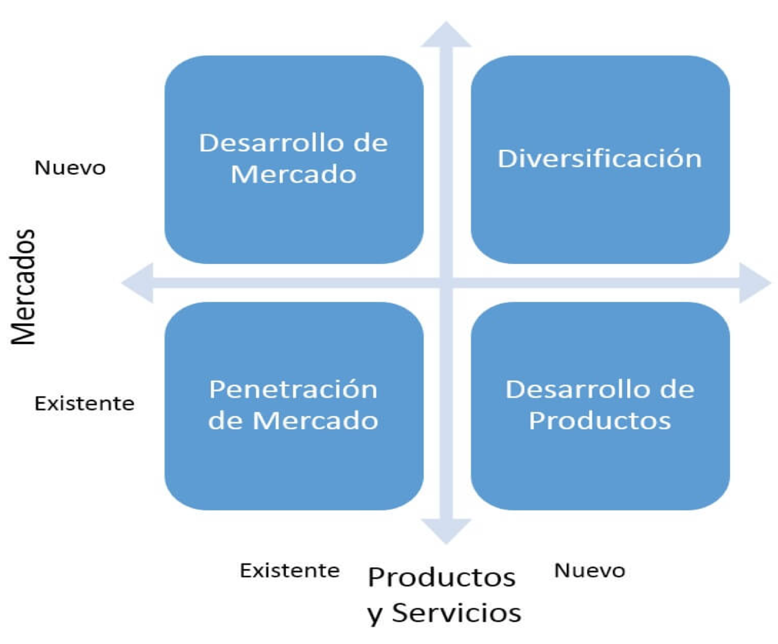 Desarrollo de
Mercado
Diversificación
Nuevo
Mercados
Existente
Penetración
de Mercado
Desarrollo de
Productos
Existente
Productos
y Servicios
Nuevo